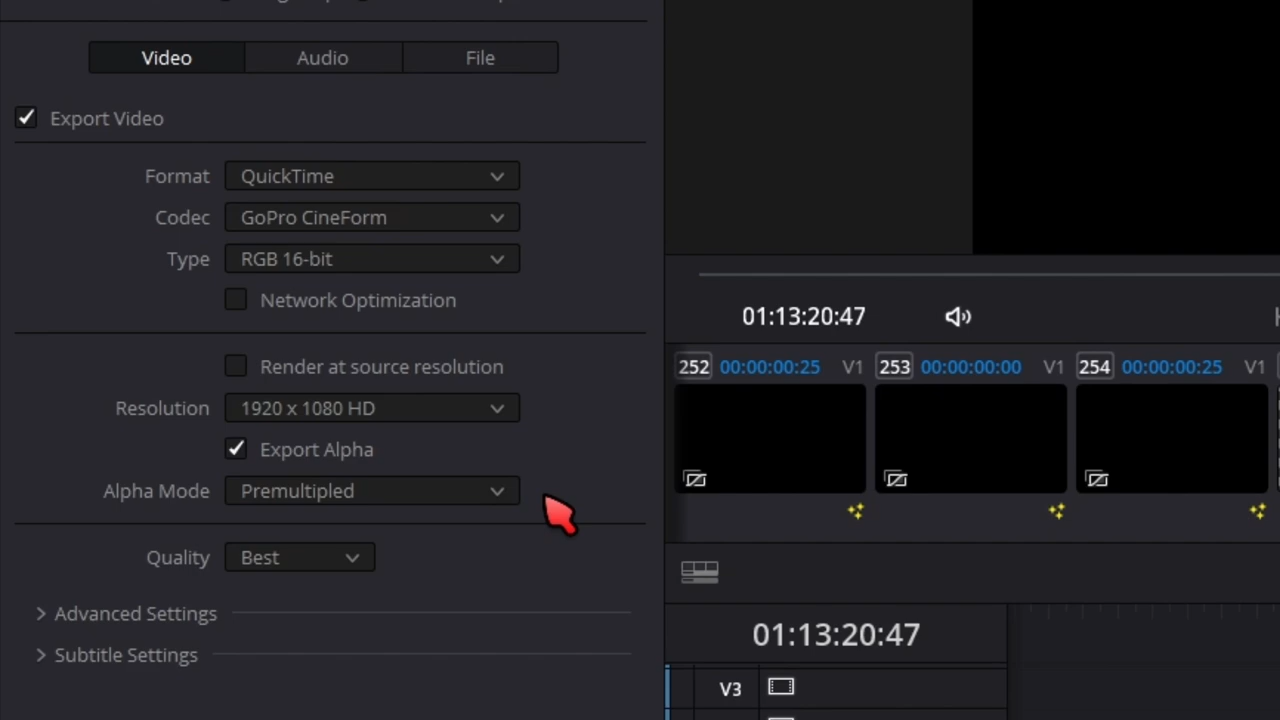 Video Audio File
Export Video
Format QuickTime
Codec GoPro CineForm
Type RGB 16-bit
Network Optimization
Render at source resolution
Resolution 1920 x 1080 HD
Export Alpha
Alpha Mode Premultipled
Quality Best
Advanced Settings
Subtitle Settings
01:13:20:47
252 00:00:00:25 V1 253 00:00:00:00 V1 254 00:00:00:25 V1
01:13:20:47
V3